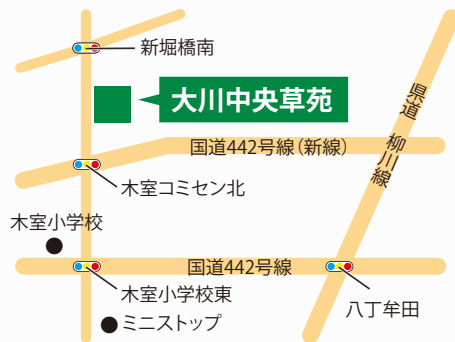 新堀橋南
大川中央草苑
県道 柳川線
国道442号線(新線)
木室コミセン北
木室小学校
国道442号線
木室小学校東
八丁牟田
ミニストップ